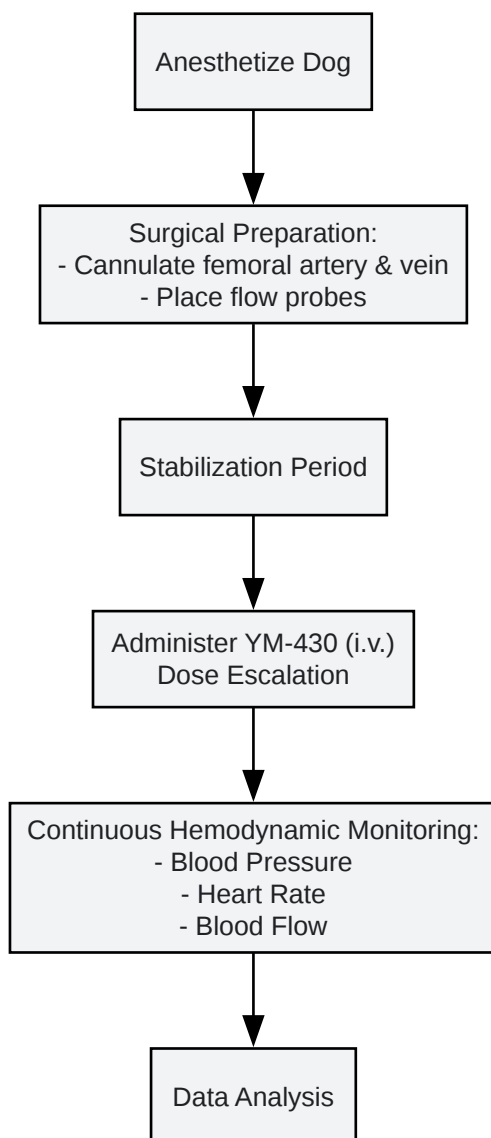 Anesthetize Dog
Surgical Preparation:
- Cannulate femoral artery & vein
- Place flow probes
Stabilization Period
Administer YM-430 (i.v.)
Dose Escalation
Continuous Hemodynamic Monitoring:
- Blood Pressure
- Heart Rate
- Blood Flow
Data Analysis